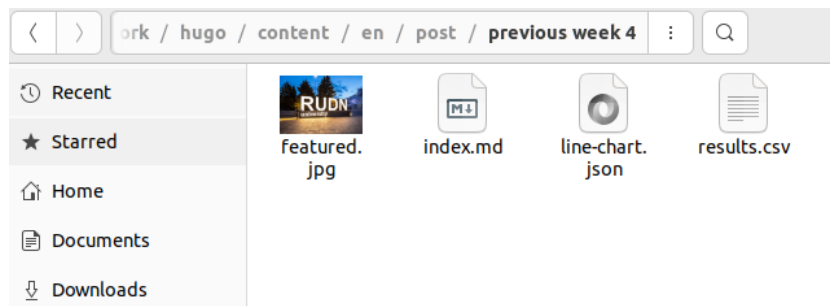 ork / hugo / content / en / post / previous week 4
Recent
Starred
Home
Documents
Downloads
RUDN
university
featured.
jpg
M
index.md
line-chart.
json
results.csv